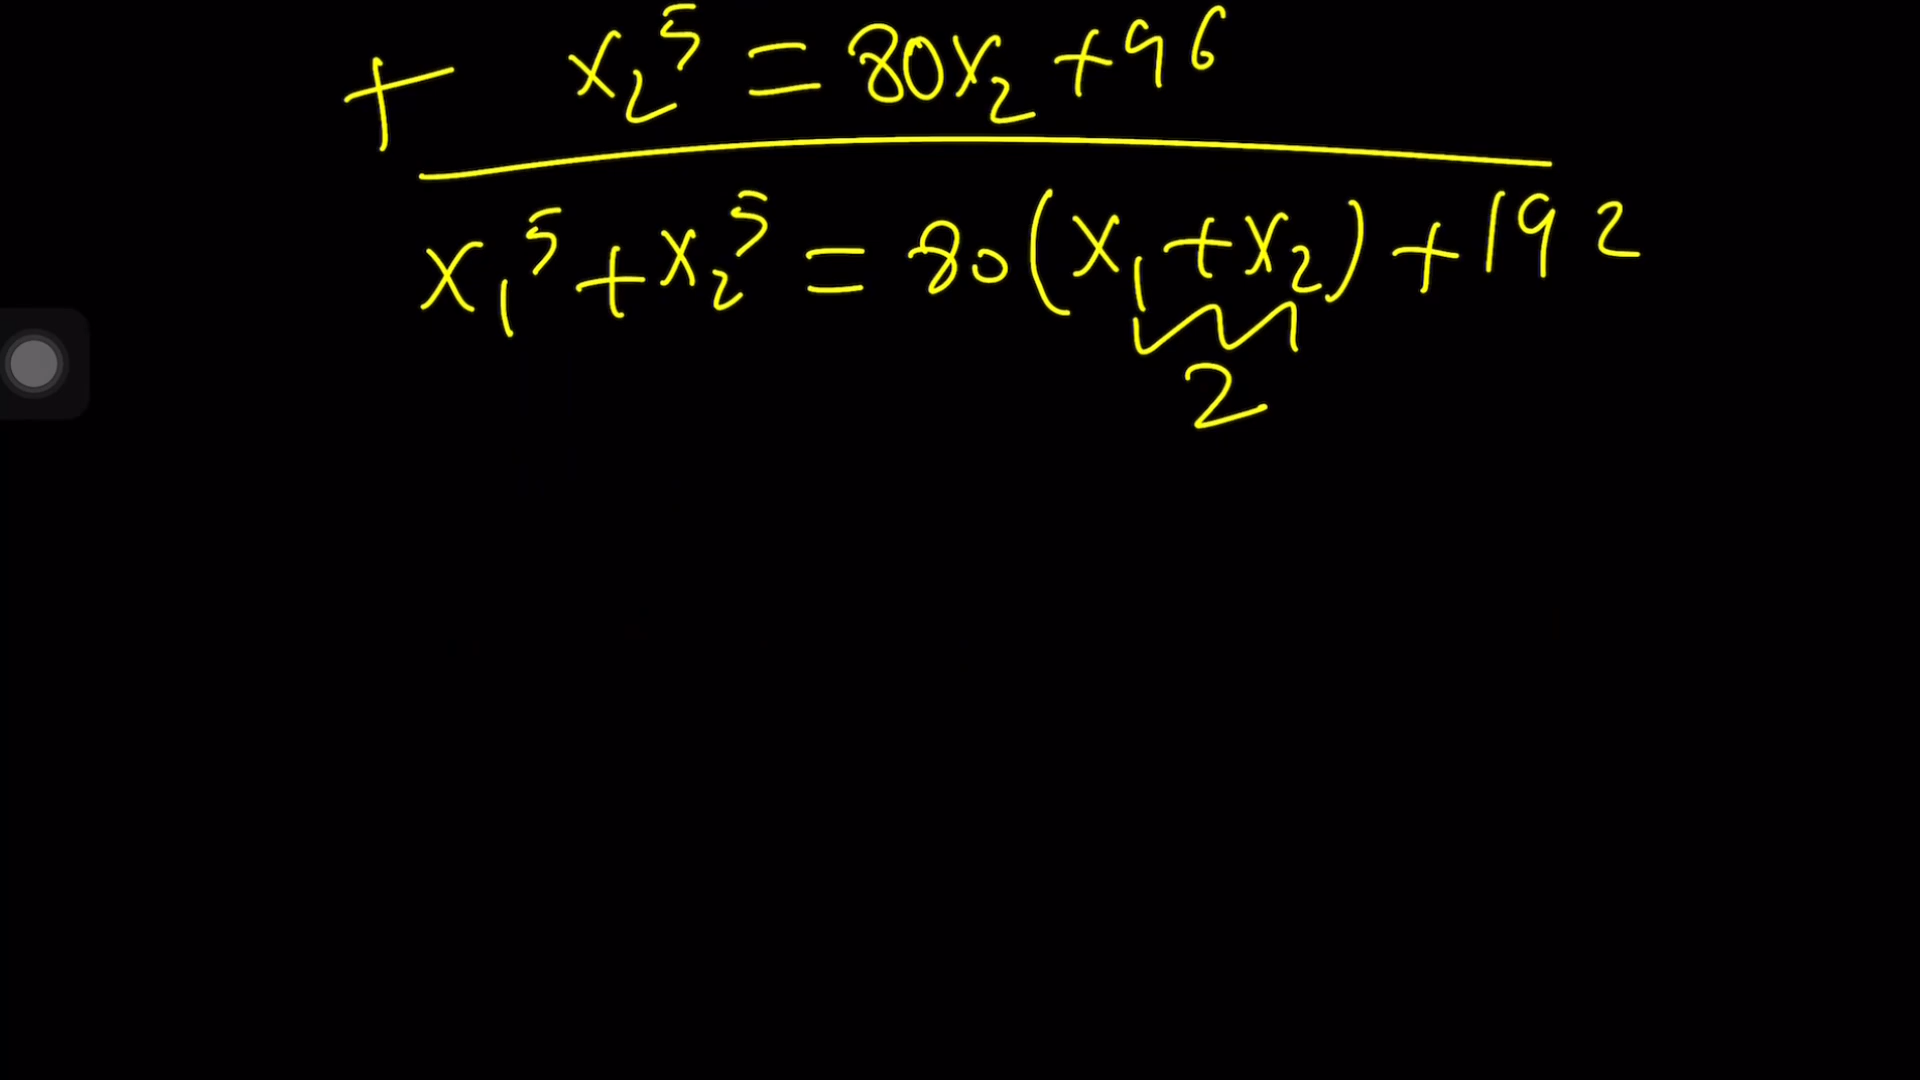 + x₂⁵ = 80x₂ + 96
x₁⁵ + x₂⁵ = 80(x₁ + x₂) + 192
2